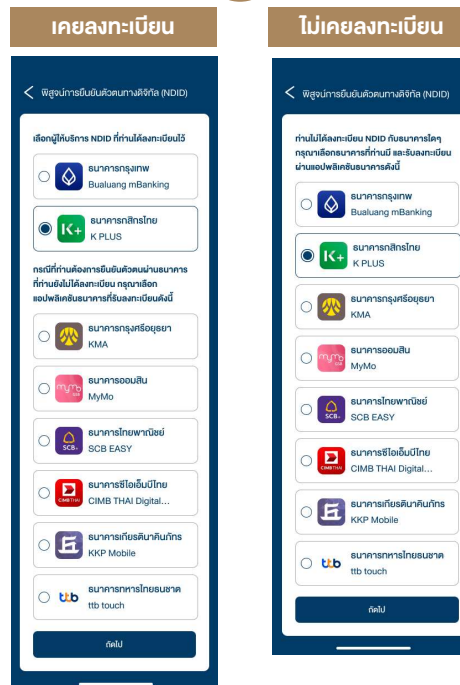 เคยลงทะเบียน
พิสูจน์การยืนยันตัวตนทางดิจิทัล (NDID)
เลือกผู้ให้บริการ NDID ที่ท่านได้ลงทะเบียนไว้
ธนาคารกรุงเทพ
Bualuang mBanking
K+
ธนาคารกสิกรไทย
K PLUS
กรณีที่ท่านต้องการยืนยันตัวตนผ่านธนาคาร
ที่ท่านยังไม่ได้ลงทะเบียน กรุณาเลือก
แอปพลิเคชันธนาคารที่รับลงทะเบียนดังนี้
ธนาคารกรุงศรีอยุธยา
KMA
mymo
ธนาคารออมสิน
MyMo
SCB
ธนาคารไทยพาณิชย์
SCB EASY
CIMB THAI
ธนาคารซีไอเอ็มบีไทย
CIMB THAI Digital...
ธนาคารเกียรตินาคินภัทร
KKP Mobile
ttb
ธนาคารทหารไทยธนชาต
ttb touch
ถัดไป
ไม่เคยลงทะเบียน
พิสูจน์การยืนยันตัวตนทางดิจิทัล (NDID)
ท่านไม่ได้ลงทะเบียน NDID กับธนาคารใดๆ
กรุณาเลือกธนาคารที่ท่านมี และรับลงทะเบียน
ผ่านแอปพลิเคชันธนาคารดังนี้
ธนาคารกรุงเทพ
Bualuang mBanking
K+
ธนาคารกสิกรไทย
K PLUS
ธนาคารกรุงศรีอยุธยา
KMA
mymo
ธนาคารออมสิน
MyMo
SCB
ธนาคารไทยพาณิชย์
SCB EASY
CIMB THAI
ธนาคารซีไอเอ็มบีไทย
CIMB THAI Digital...
ธนาคารเกียรตินาคินภัทร
KKP Mobile
ttb
ธนาคารทหารไทยธนชาต
ttb touch
ถัดไป